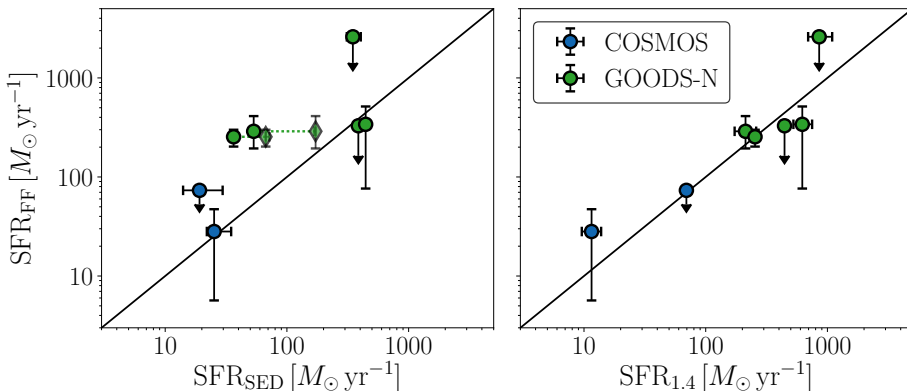 1000
100
10
SFR_FF [M_⊙ yr⁻¹]
10 100 1000
SFR_SED [M_⊙ yr⁻¹]
COSMOS
GOODS-N
10 100 1000
SFR_1.4 [M_⊙ yr⁻¹]